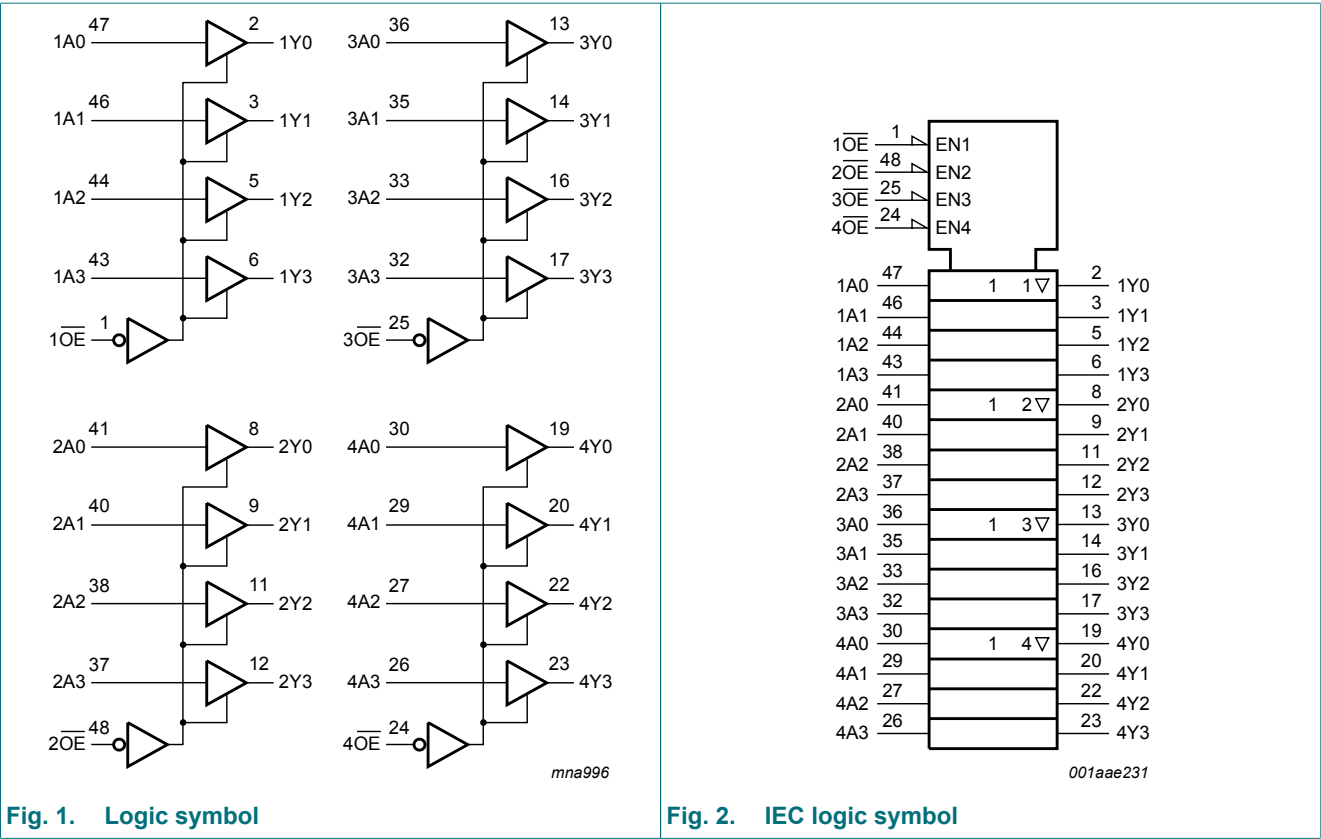 47 2 36 13
1A0 1Y0 3A0 3Y0
46 3 35 14
1A1 1Y1 3A1 3Y1
44 5 33 16
1A2 1Y2 3A2 3Y2
43 6 32 17
1A3 1Y3 3A3 3Y3
1 25
1O̅E̅ 3O̅E̅
41 8 30 19
2A0 2Y0 4A0 4Y0
40 9 29 20
2A1 2Y1 4A1 4Y1
38 11 27 22
2A2 2Y2 4A2 4Y2
37 12 26 23
2A3 2Y3 4A3 4Y3
48 24
2O̅E̅ 4O̅E̅
mna996
Fig. 1. Logic symbol
1O̅E̅ 1 EN1
2O̅E̅ 48 EN2
3O̅E̅ 25 EN3
4O̅E̅ 24 EN4
1A0 47 1 1▽ 2 1Y0
1A1 46 3 1Y1
1A2 44 5 1Y2
1A3 43 6 1Y3
2A0 41 1 2▽ 8 2Y0
2A1 40 9 2Y1
2A2 38 11 2Y2
2A3 37 12 2Y3
3A0 36 1 3▽ 13 3Y0
3A1 35 14 3Y1
3A2 33 16 3Y2
3A3 32 17 3Y3
4A0 30 1 4▽ 19 4Y0
4A1 29 20 4Y1
4A2 27 22 4Y2
4A3 26 23 4Y3
001aae231
Fig. 2. IEC logic symbol